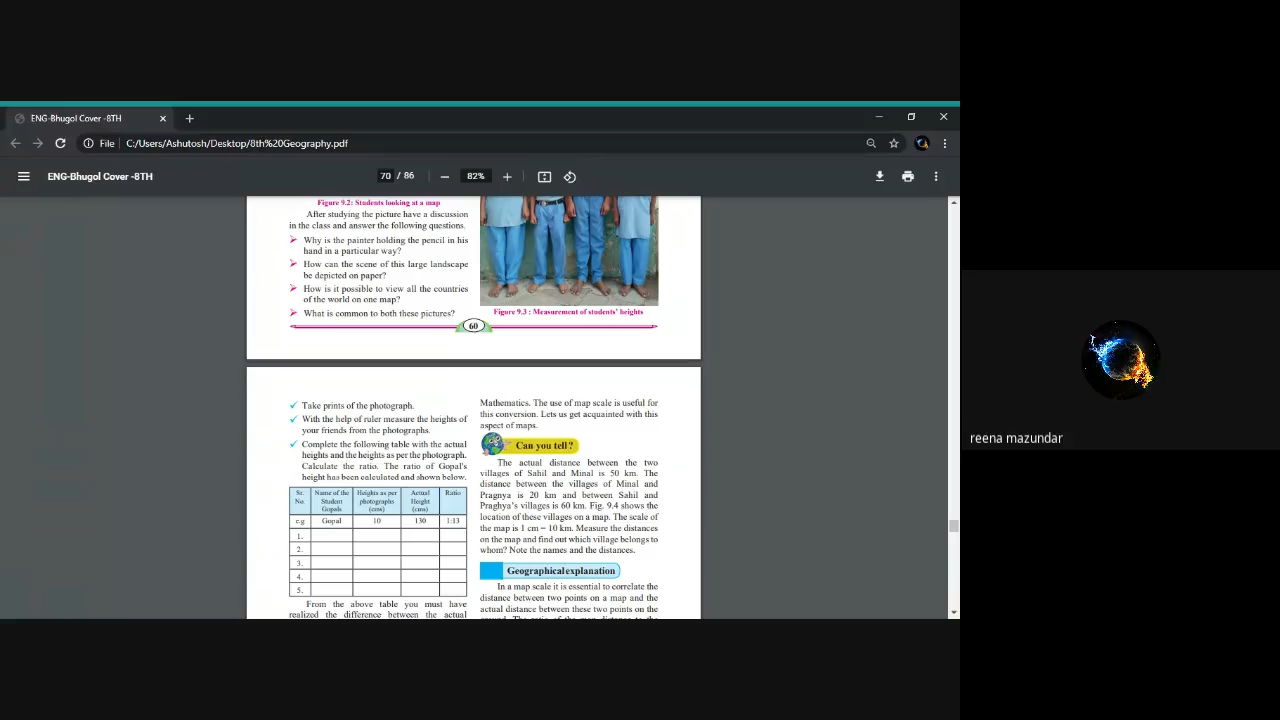 ENG-Bhugol Cover -8TH
File C:/Users/Ashutosh/Desktop/8th%20Geography.pdf
ENG-Bhugol Cover -8TH
70 / 86
82%
Figure 9.2: Students looking at a map
After studying the picture have a discussion
in the class and answer the following questions.
Why is the painter holding the pencil in his
hand in a particular way?
How can the scene of this large landscape
be depicted on paper?
How is it possible to view all the countries
of the world on one map?
What is common to both these pictures?
Figure 9.3 : Measurement of students' heights
60
Take prints of the photograph.
With the help of ruler measure the heights of
your friends from the photographs.
Complete the following table with the actual
heights and the heights as per the photograph.
Calculate the ratio. The ratio of Gopal's
height has been calculated and shown below.
Sr. No. Name of the Student Gopals Heights as per photographs (cms) Actual Height (cms) Ratio
e.g Gopal 10 130 1:13
1.
2.
3.
4.
5.
From the above table you must have
realized the difference between the actual
Mathematics. The use of map scale is useful for
this conversion. Lets us get acquainted with this
aspect of maps.
Can you tell?
The actual distance between the two
villages of Sahil and Minal is 50 km. The
distance between the villages of Minal and
Pragnya is 20 km and between Sahil and
Praghya's villages is 60 km. Fig. 9.4 shows the
location of these villages on a map. The scale of
the map is 1 cm = 10 km. Measure the distances
on the map and find out which village belongs to
whom? Note the names and the distances.
Geographical explanation
In a map scale it is essential to correlate the
distance between two points on a map and the
actual distance between these two points on the
ground. The ratio of the map distance to the
reena mazundar